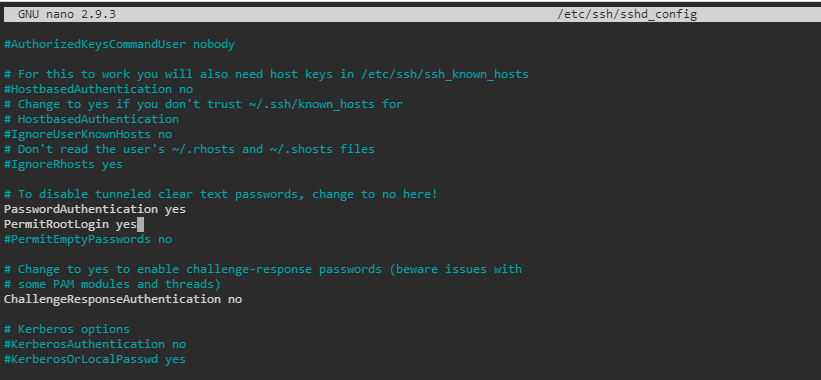 GNU nano 2.9.3 /etc/ssh/sshd_config
#AuthorizedKeysCommandUser nobody
# For this to work you will also need host keys in /etc/ssh/ssh_known_hosts
#HostbasedAuthentication no
# Change to yes if you don't trust ~/.ssh/known_hosts for
# HostbasedAuthentication
#IgnoreUserKnownHosts no
# Don't read the user's ~/.rhosts and ~/.shosts files
#IgnoreRhosts yes
# To disable tunneled clear text passwords, change to no here!
PasswordAuthentication yes
PermitRootLogin yes
#PermitEmptyPasswords no
# Change to yes to enable challenge-response passwords (beware issues with
# some PAM modules and threads)
ChallengeResponseAuthentication no
# Kerberos options
#KerberosAuthentication no
#KerberosOrLocalPasswd yes